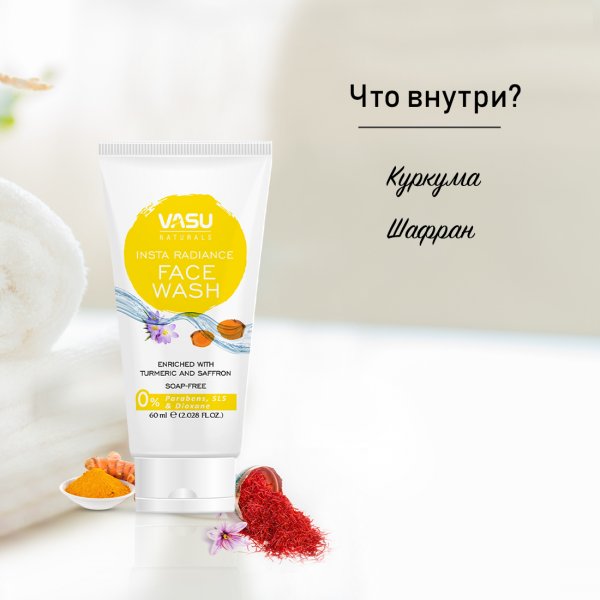 Что внутри?
Куркума
Шафран
VASU
NATURALS
INSTA RADIANCE
FACE
WASH
ENRICHED WITH
TURMERIC AND SAFFRON
SOAP-FREE
0% Parabens, SLS
& Dioxane
60 ml ℮ (2.028 FL.OZ.)